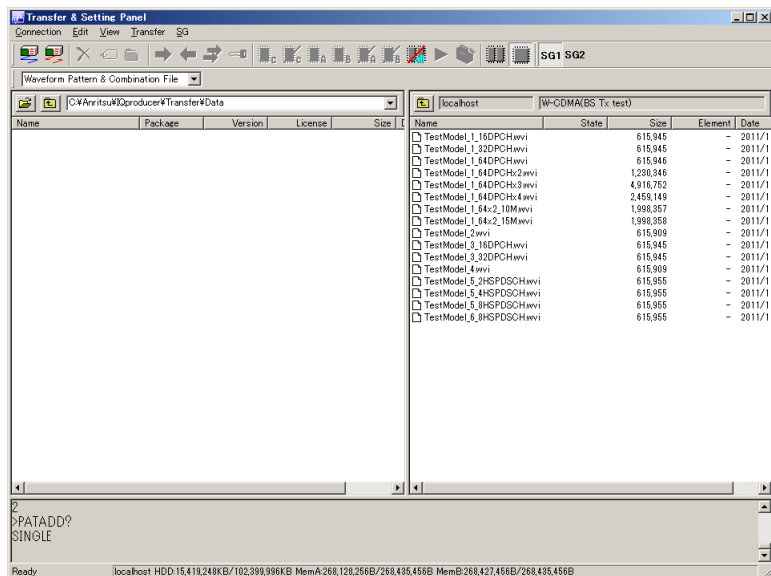 Transfer & Setting Panel
Connection Edit View Transfer SG
C C A B A B SG1 SG2
Waveform Pattern & Combination File
C:¥Anritsu¥IQproducer¥Transfer¥Data
localhost W-CDMA(BS Tx test)
Name Package Version License Size
Name State Size Element Date
TestModel_1_16DPCH.wvi 615,945 - 2011/1
TestModel_1_32DPCH.wvi 615,945 - 2011/1
TestModel_1_64DPCH.wvi 615,946 - 2011/1
TestModel_1_64DPCHx2.wvi 1,230,346 - 2011/1
TestModel_1_64DPCHx3.wvi 4,916,752 - 2011/1
TestModel_1_64DPCHx4.wvi 2,459,149 - 2011/1
TestModel_1_64x2_10M.wvi 1,998,357 - 2011/1
TestModel_1_64x2_15M.wvi 1,998,358 - 2011/1
TestModel_2.wvi 615,909 - 2011/1
TestModel_3_16DPCH.wvi 615,945 - 2011/1
TestModel_3_32DPCH.wvi 615,945 - 2011/1
TestModel_4.wvi 615,909 - 2011/1
TestModel_5_2HSPDSCH.wvi 615,955 - 2011/1
TestModel_5_4HSPDSCH.wvi 615,955 - 2011/1
TestModel_5_8HSPDSCH.wvi 615,955 - 2011/1
TestModel_6_8HSPDSCH.wvi 615,955 - 2011/1
2
>PATADD?
SINGLE
Ready localhost HDD:15,419,248KB/102,399,996KB MemA:268,128,256B/268,435,456B MemB:268,427,456B/268,435,456B